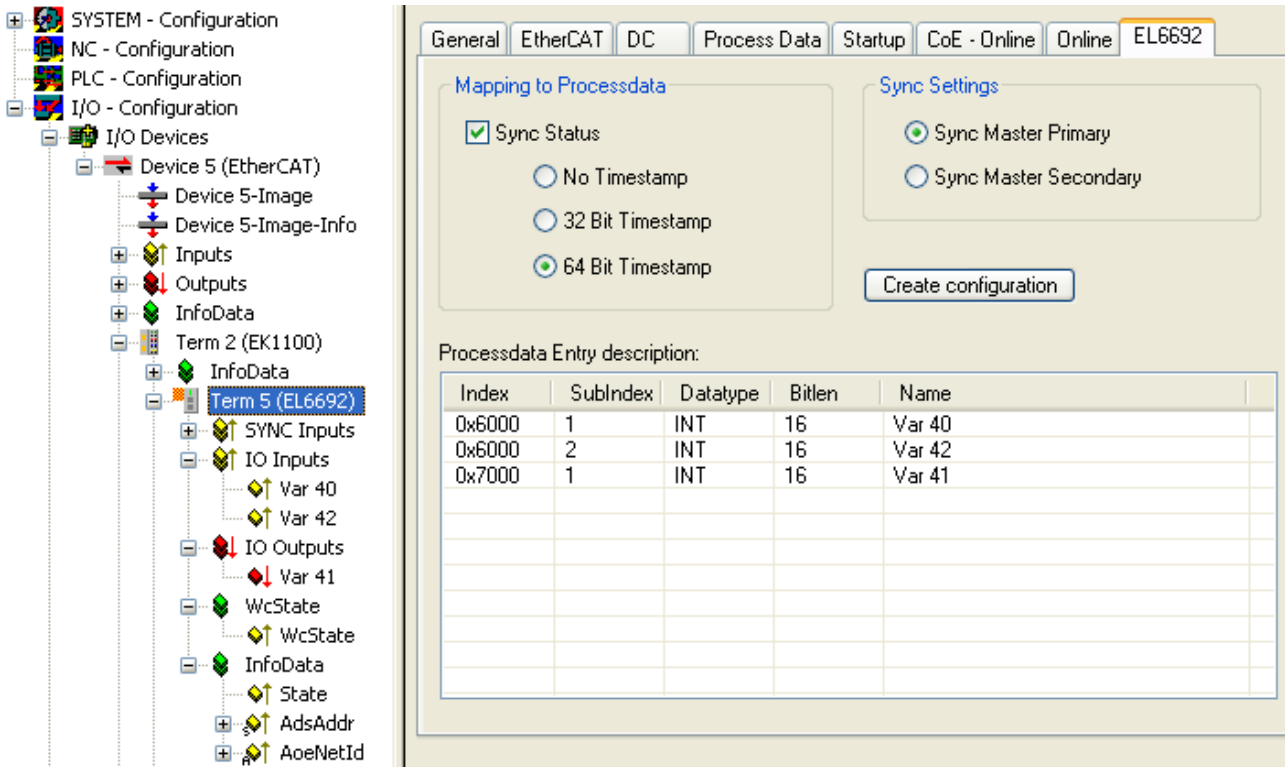 SYSTEM - Configuration
NC - Configuration
PLC - Configuration
I/O - Configuration
I/O Devices
Device 5 (EtherCAT)
Device 5-Image
Device 5-Image-Info
Inputs
Outputs
InfoData
Term 2 (EK1100)
InfoData
Term 5 (EL6692)
SYNC Inputs
IO Inputs
Var 40
Var 42
IO Outputs
Var 41
WcState
WcState
InfoData
State
AdsAddr
AoeNetId
General EtherCAT DC Process Data Startup CoE - Online Online EL6692
Mapping to Processdata
Sync Status
No Timestamp
32 Bit Timestamp
64 Bit Timestamp
Sync Settings
Sync Master Primary
Sync Master Secondary
Create configuration
Processdata Entry description:
Index SubIndex Datatype Bitlen Name
0x6000 1 INT 16 Var 40
0x6000 2 INT 16 Var 42
0x7000 1 INT 16 Var 41